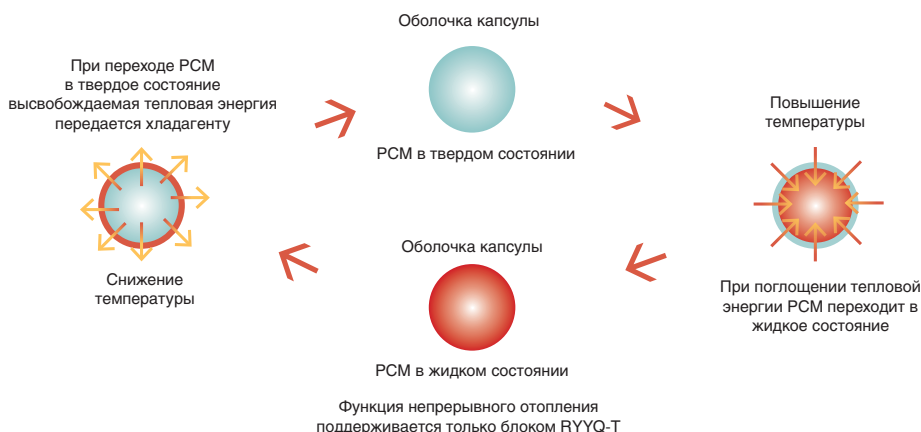 Оболочка капсулы
При переходе PCM
в твердое состояние
высвобождаемая тепловая энергия
передается хладагенту
Повышение
температуры
PCM в твердом состоянии
Оболочка капсулы
Снижение
температуры
При поглощении тепловой
энергии PCM переходит в
жидкое состояние
PCM в жидком состоянии
Функция непрерывного отопления
поддерживается только блоком RYYQ-T